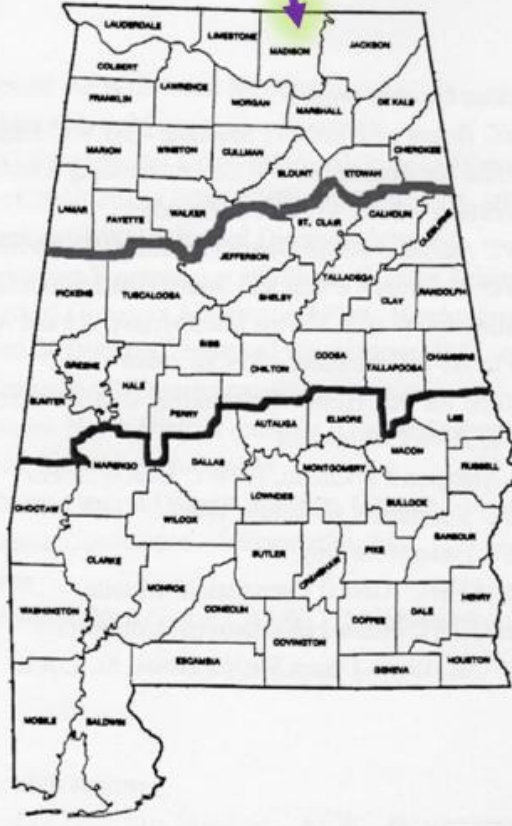 LAUDERDALE
LIMESTONE
MADISON
JACKSON
COLBERT
FRANKLIN
LAWRENCE
MORGAN
MARSHALL
DE KALB
MARION
WINSTON
CULLMAN
CHEROKEE
BLOUNT
ETOWAH
LAMAR
FAYETTE
WALKER
ST. CLAIR
CALHOUN
CLEBURNE
JEFFERSON
PICKENS
TUSCALOOSA
SHELBY
TALLADEGA
CLAY
RANDOLPH
BIBB
GREENE
HALE
CHILTON
COOSA
TALLAPOOSA
CHAMBERS
SUMTER
PERRY
AUTAUGA
ELMORE
LEE
MARENGO
DALLAS
MONTGOMERY
MACON
RUSSELL
CHOCTAW
LOWNDES
BULLOCK
WILCOX
BARBOUR
CLARKE
BUTLER
CRENSHAW
PIKE
MONROE
HENRY
WASHINGTON
CONECUH
COFFEE
DALE
COVINGTON
ESCAMBIA
GENEVA
HOUSTON
MOBILE
BALDWIN